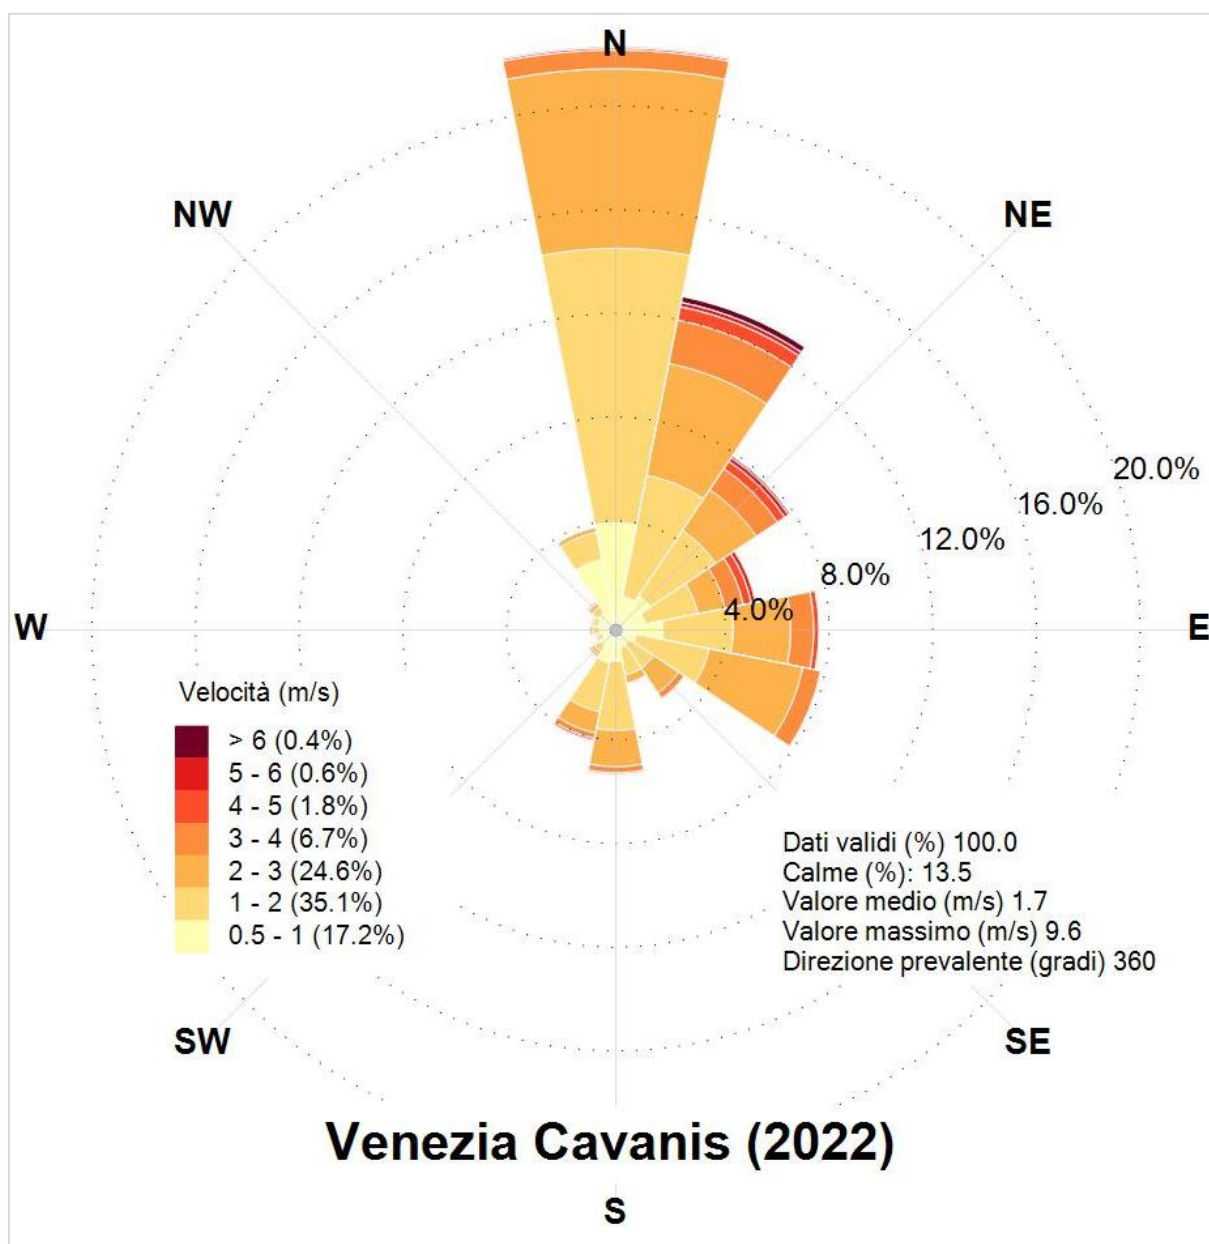 N
NW
NE
20.0%
16.0%
12.0%
8.0%
4.0%
W
E
Velocità (m/s)
> 6 (0.4%)
5 - 6 (0.6%)
4 - 5 (1.8%)
3 - 4 (6.7%)
2 - 3 (24.6%)
1 - 2 (35.1%)
0.5 - 1 (17.2%)
Dati validi (%) 100.0
Calme (%): 13.5
Valore medio (m/s) 1.7
Valore massimo (m/s) 9.6
Direzione prevalente (gradi) 360
SW
SE
Venezia Cavanis (2022)
S